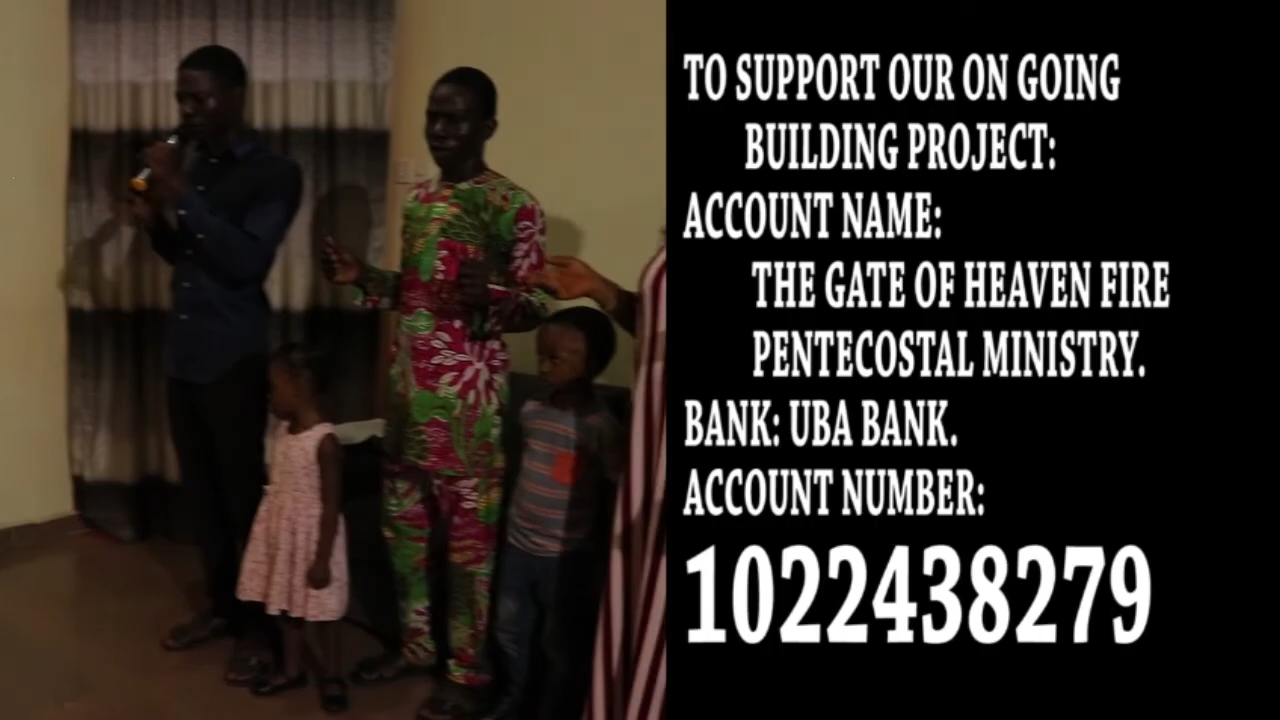 TO SUPPORT OUR ON GOING
BUILDING PROJECT:
ACCOUNT NAME:
THE GATE OF HEAVEN FIRE
PENTECOSTAL MINISTRY.
BANK: UBA BANK.
ACCOUNT NUMBER:
1022438279